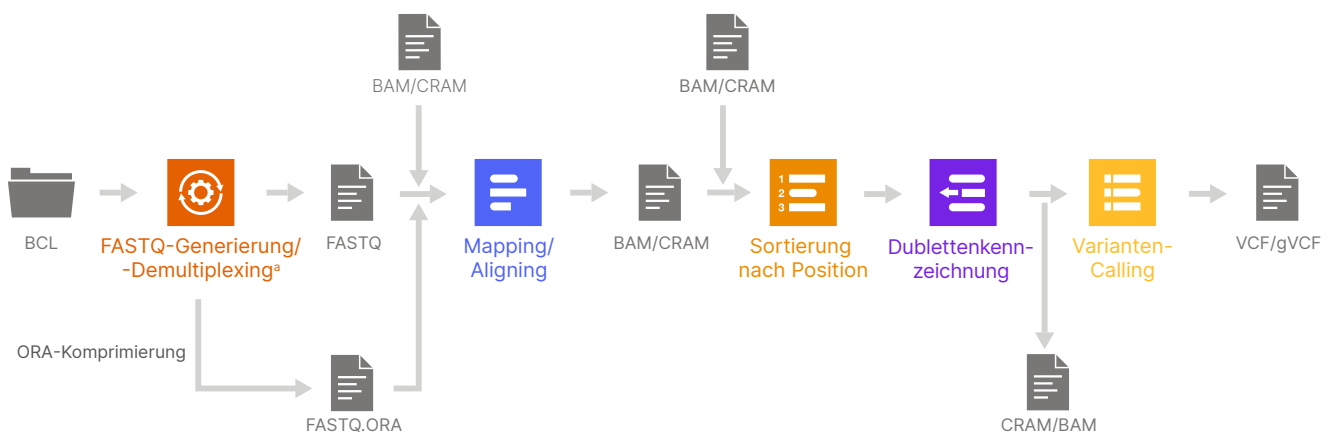 BAM/CRAM
BAM/CRAM
1
2
3
BCL
FASTQ-Generierung/
-Demultiplexingᵃ
FASTQ
Mapping/
Aligning
BAM/CRAM
Sortierung
nach Position
Dublettenkenn-
zeichnung
Varianten-
Calling
VCF/gVCF
ORA-Komprimierung
FASTQ.ORA
CRAM/BAM